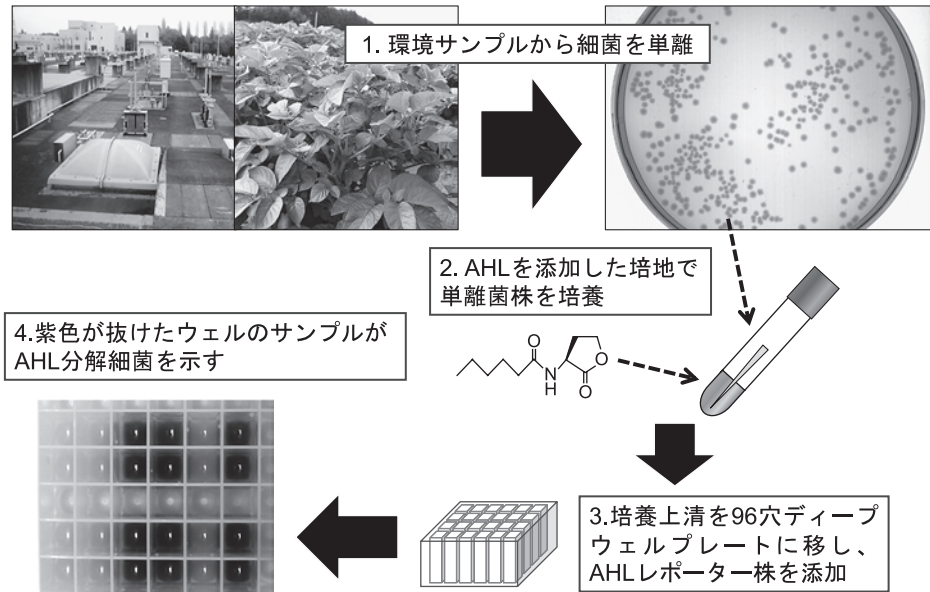 1. 環境サンプルから細菌を単離
2. AHLを添加した培地で
単離菌株を培養
4.紫色が抜けたウェルのサンプルが
AHL分解細菌を示す
O
N
H
O
O
3.培養上清を96穴ディープ
ウェルプレートに移し、
AHLレポーター株を添加